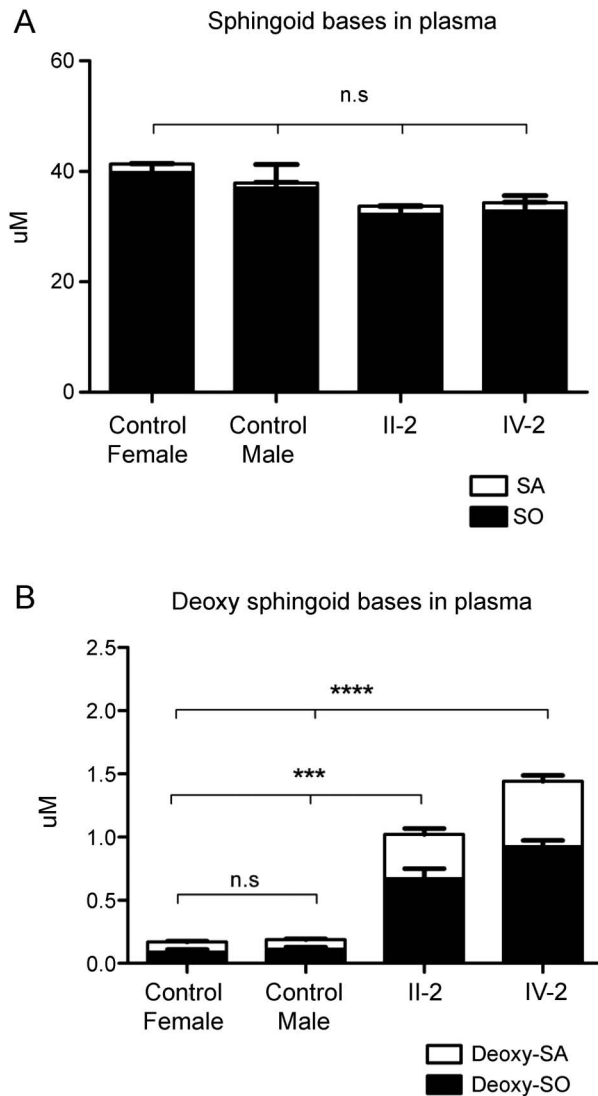 A
Sphingoid bases in plasma
60
40
20
0
uM
n.s
Control
Female
Control
Male
II-2
IV-2
SA
SO
B
Deoxy sphingoid bases in plasma
2.5
2.0
1.5
1.0
0.5
0.0
uM
****
***
n.s
Control
Female
Control
Male
II-2
IV-2
Deoxy-SA
Deoxy-SO